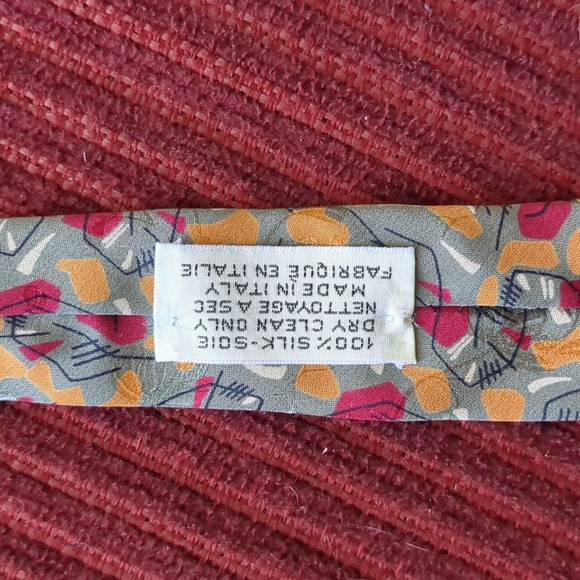 100% SILK-SOIE
DRY CLEAN ONLY
NETTOYAGE A SEC
MADE IN ITALY
FABRIQUÉ EN ITALIE